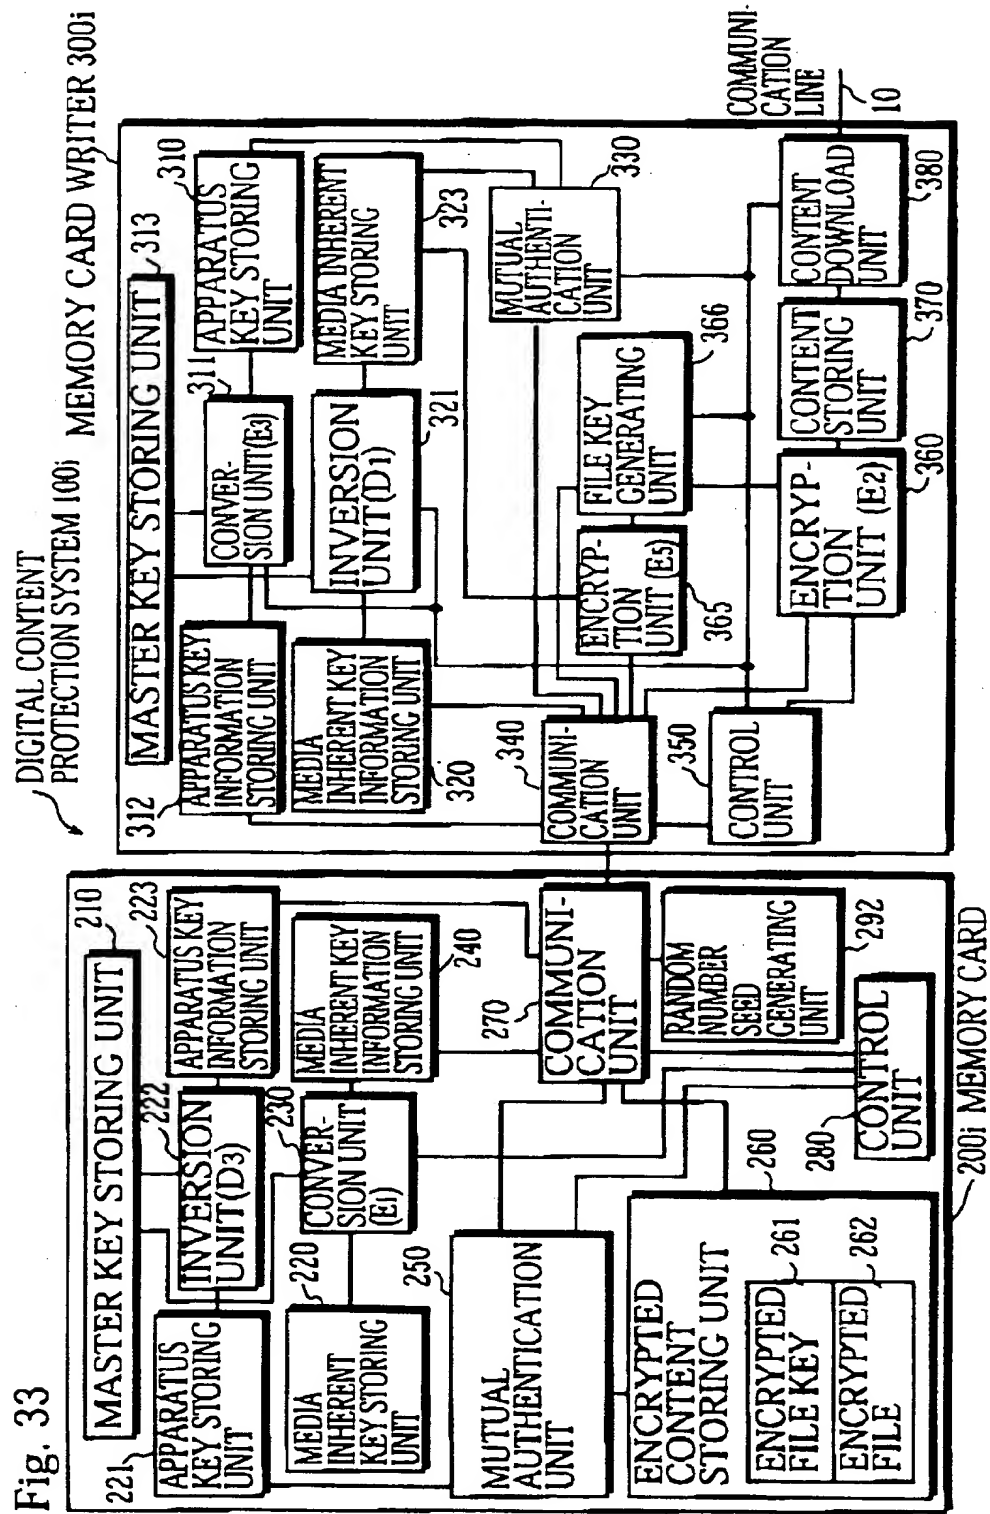 Fig. 33
DIGITAL CONTENT
PROTECTION SYSTEM 100i
MEMORY CARD WRITER 300i
MASTER KEY STORING UNIT
210
APPARATUS
KEY STORING
UNIT
221
INVERSION
UNIT(D3)
222
APPARATUS KEY
INFORMATION
STORING UNIT
223
MEDIA
INHERENT
KEY STORING
UNIT
220
CONVER-
SION UNIT
(E1)
230
MEDIA
INHERENT KEY
INFORMATION
STORING UNIT
240
MUTUAL
AUTHENTICATION
UNIT
250
COMMUNI-
CATION
UNIT
270
RANDOM
NUMBER
SEED
GENERATING
UNIT
292
ENCRYPTED
CONTENT
STORING UNIT
260
ENCRYPTED
FILE KEY
261
ENCRYPTED
FILE
262
CONTROL
UNIT
280
200i MEMORY CARD
MASTER KEY STORING UNIT
313
APPARATUS KEY
INFORMATION
STORING UNIT
312
CONVER-
SION UNIT(E3)
311
APPARATUS
KEY STORING
UNIT
310
MEDIA
INHERENT KEY
INFORMATION
STORING UNIT
320
INVERSION
UNIT(D1)
321
MEDIA INHERENT
KEY STORING
UNIT
323
MUTUAL
AUTHENTI-
CATION
UNIT
330
COMMUNI-
CATION
UNIT
340
ENCRYP-
TION
UNIT (E5)
365
FILE KEY
GENERATING
UNIT
366
CONTROL
UNIT
350
ENCRYP-
TION
UNIT (E2)
360
CONTENT
STORING
UNIT
370
CONTENT
DOWNLOAD
UNIT
380
COMMUNI-
CATION
LINE
10